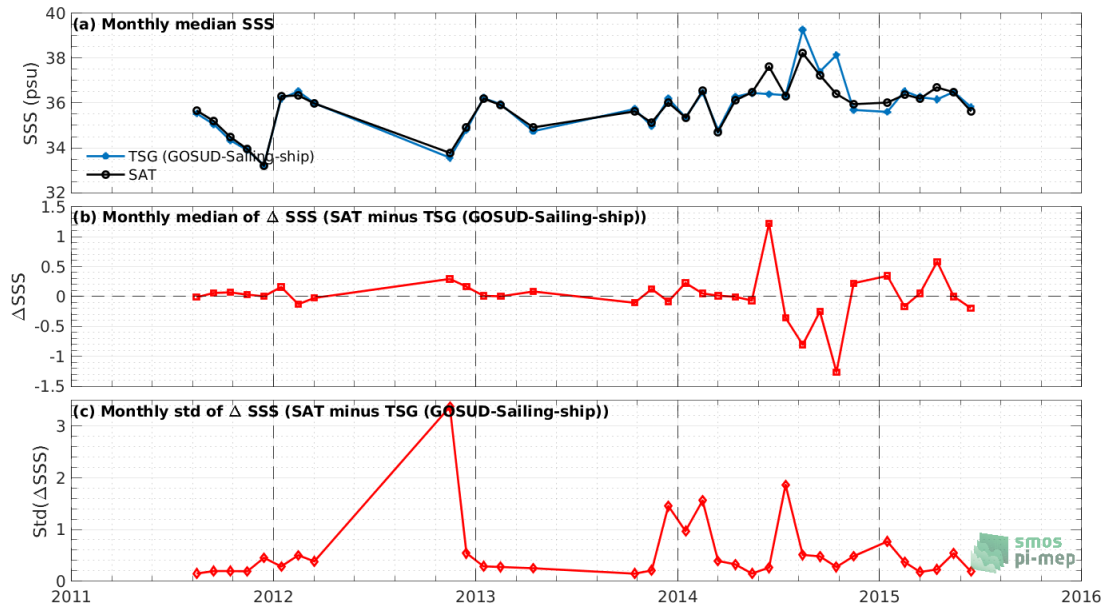 (a) Monthly median SSS
40
38
36
34
32
SSS (psu)
TSG (GOSUD-Sailing-ship)
SAT
(b) Monthly median of Δ SSS (SAT minus TSG (GOSUD-Sailing-ship))
1.5
1
0.5
0
-0.5
-1
-1.5
ΔSSS
(c) Monthly std of Δ SSS (SAT minus TSG (GOSUD-Sailing-ship))
3
2
1
0
Std(ΔSSS)
smos
pi-mep
2011 2012 2013 2014 2015 2016